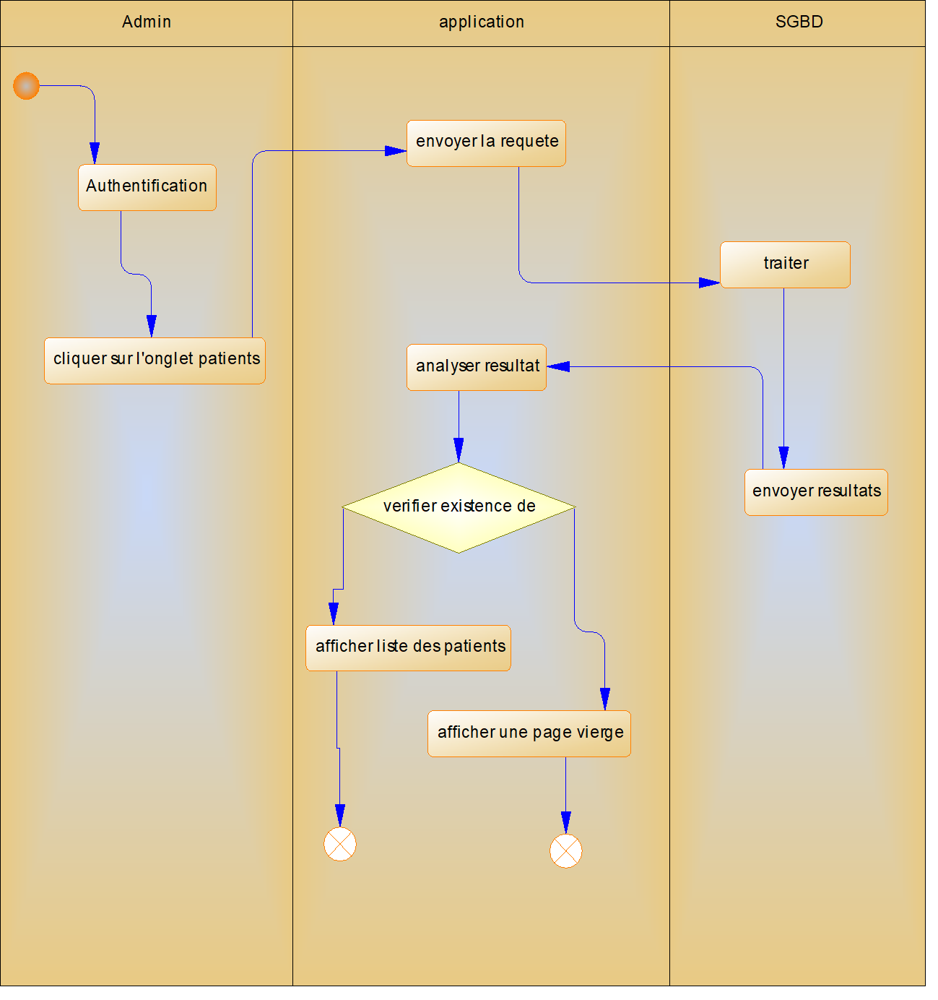 Admin
application
SGBD
envoyer la requete
Authentification
traiter
cliquer sur l'onglet patients
analyser resultat
envoyer resultats
verifier existence de
afficher liste des patients
afficher une page vierge